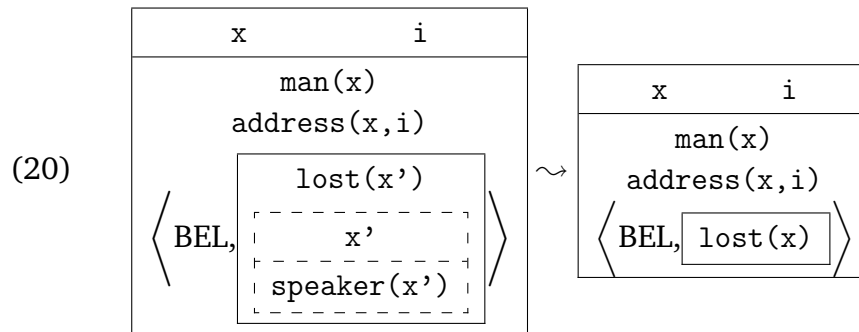 x i
man(x)
address(x,i)
(20)
lost(x')
⟨BEL,
x'
⟩
speaker(x')
⤳
x i
man(x)
address(x,i)
⟨BEL, lost(x)⟩